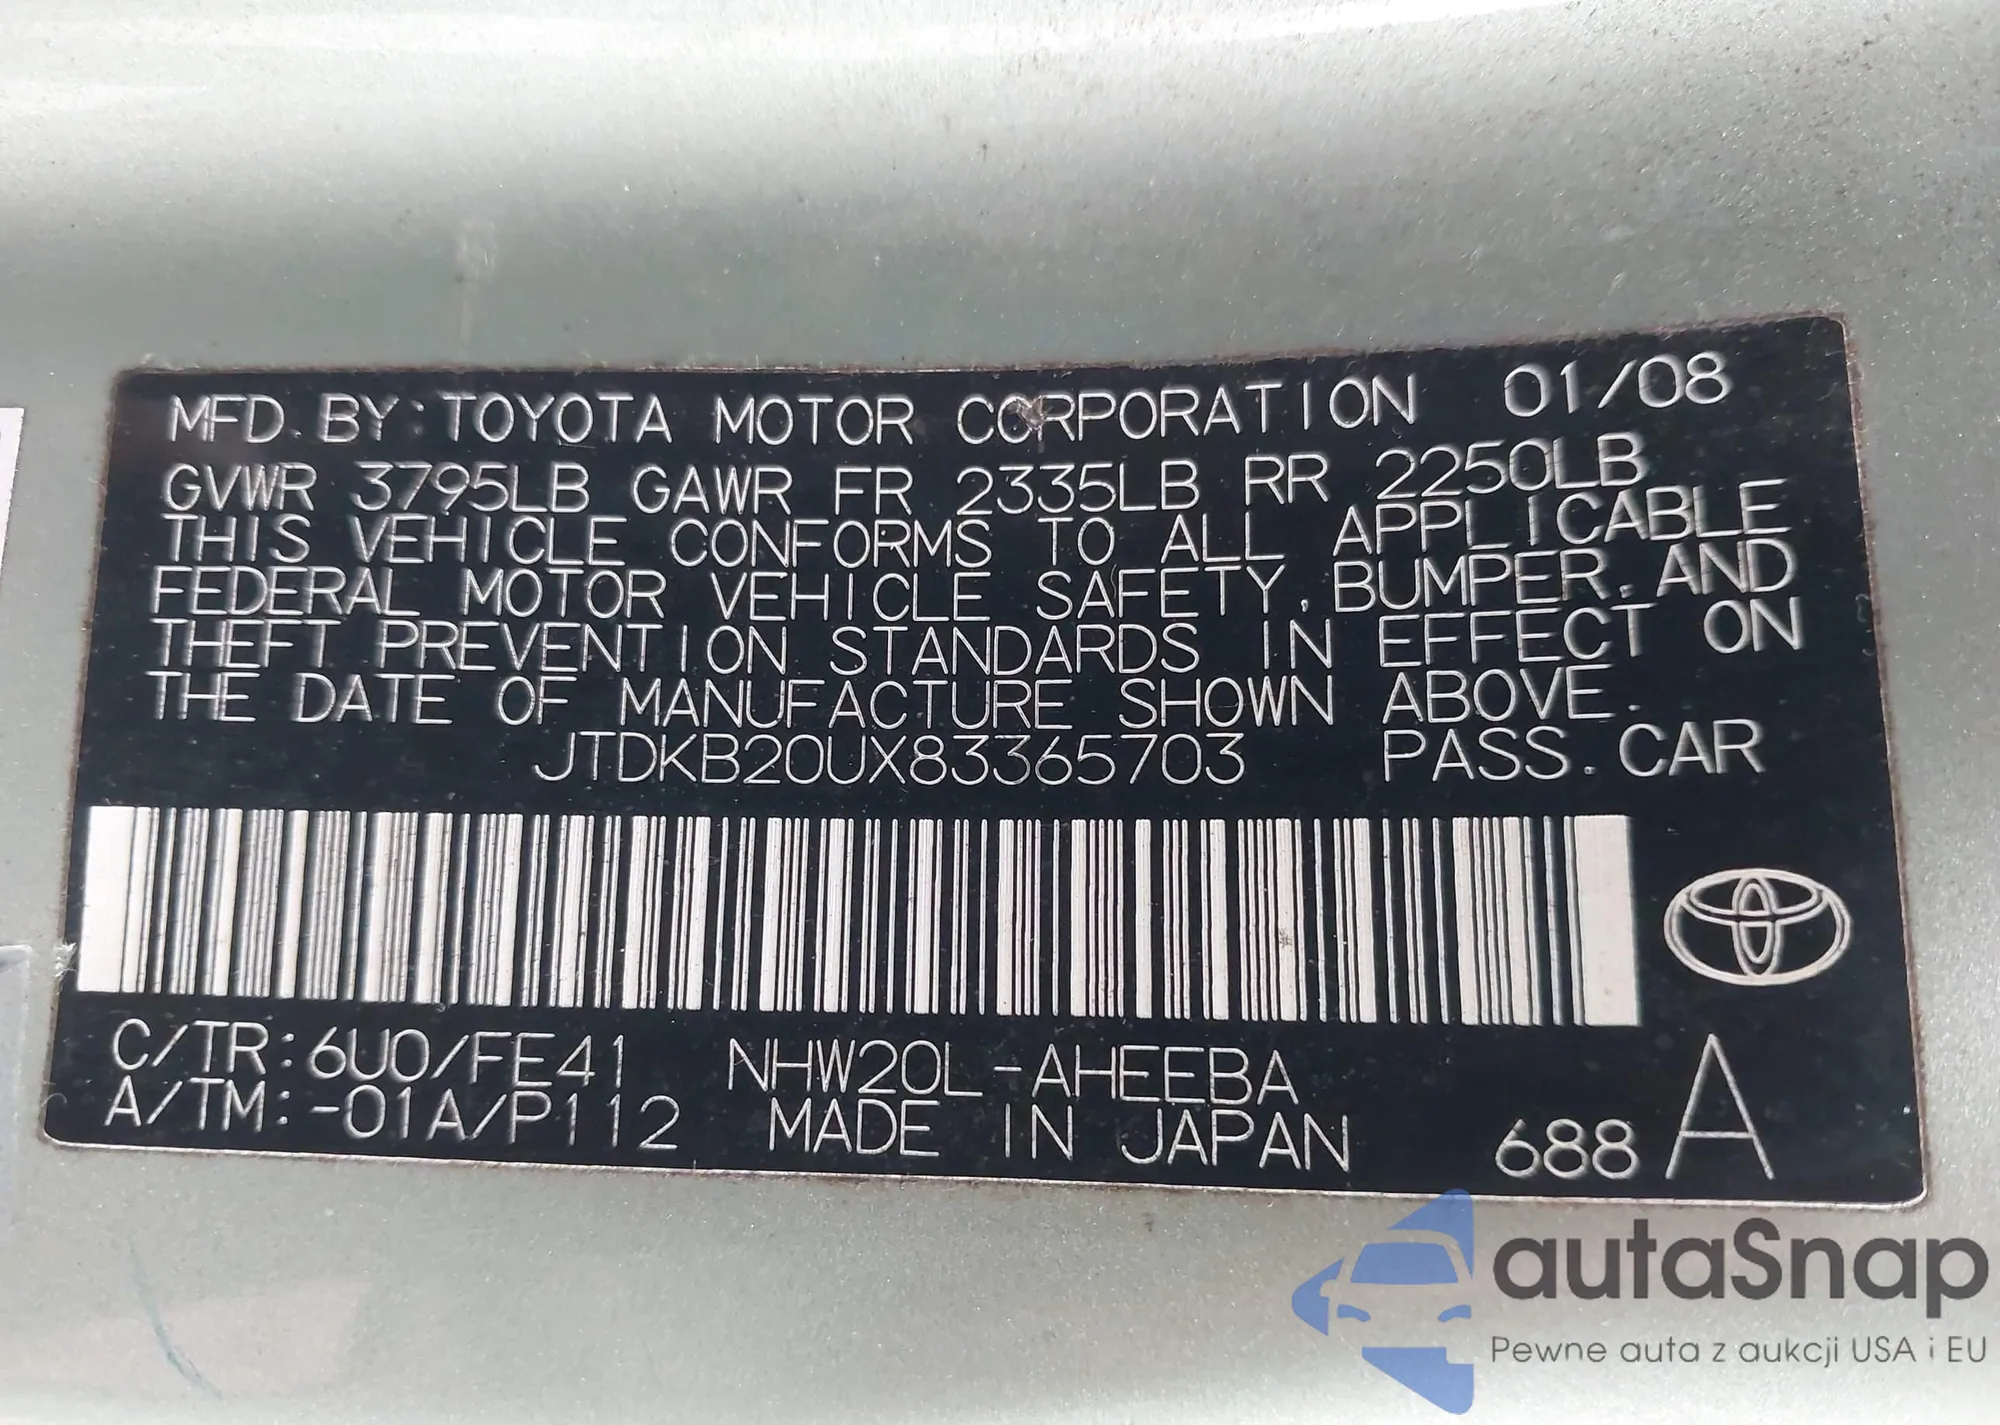 MFD. BY: TOYOTA MOTOR CORPORATION 01/08
GVWR 3795LB GAWR FR 2335LB RR 2250LB
THIS VEHICLE CONFORMS TO ALL APPLICABLE
FEDERAL MOTOR VEHICLE SAFETY, BUMPER, AND
THEFT PREVENTION STANDARDS IN EFFECT ON
THE DATE OF MANUFACTURE SHOWN ABOVE.
JTDKB20UX83365703 PASS. CAR
C/TR: 6U0/FE41 NHW20L-AHEEBA
A/TM: -01A/P112 MADE IN JAPAN 688 A
autaSnap
Pewne auta z aukcji USA i EU